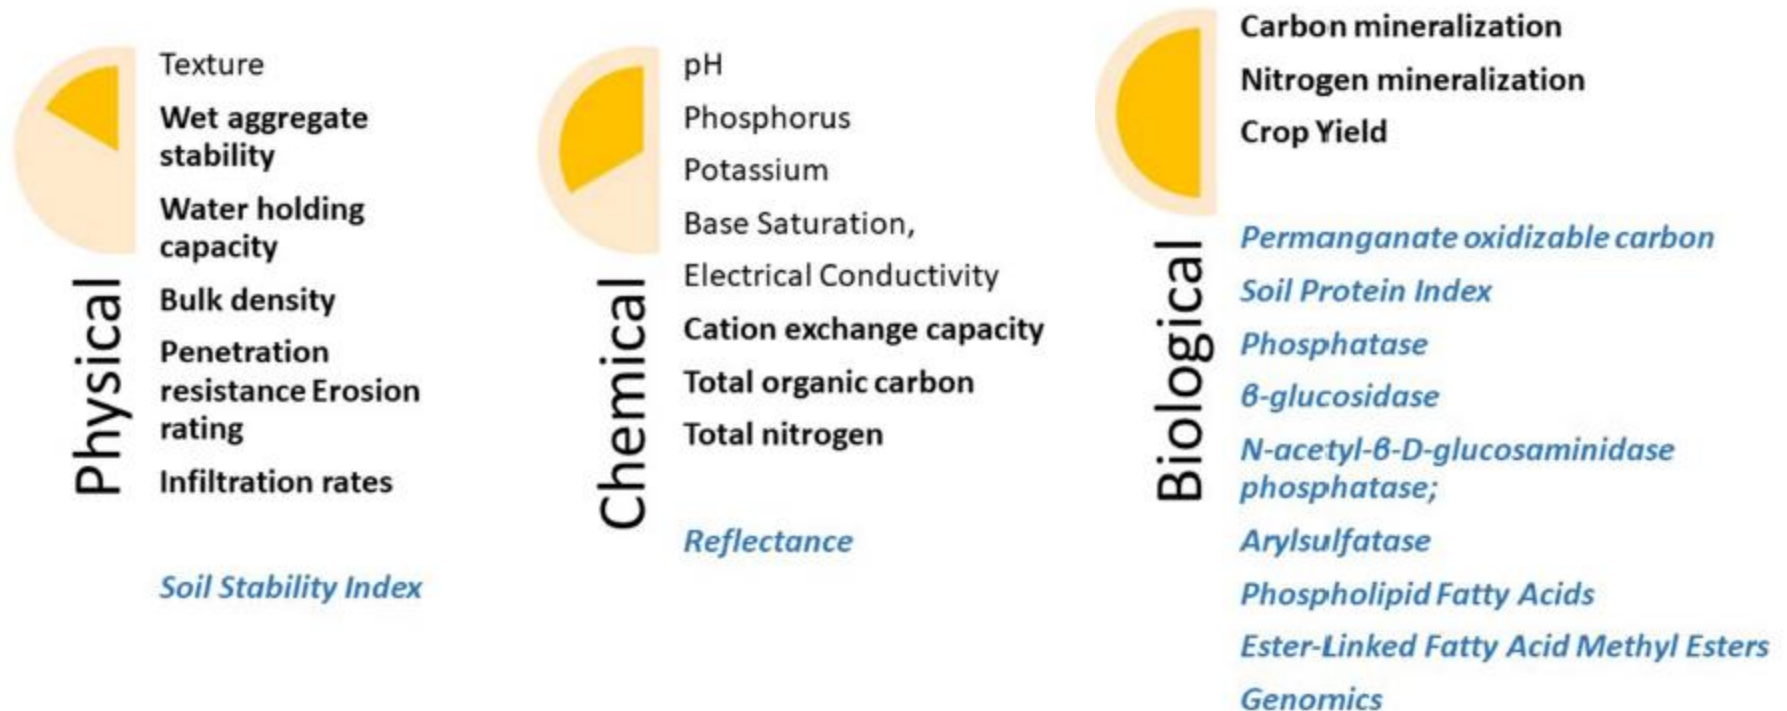 Physical
Texture
Wet aggregate
stability
Water holding
capacity
Bulk density
Penetration
resistance Erosion
rating
Infiltration rates
Soil Stability Index
Chemical
pH
Phosphorus
Potassium
Base Saturation,
Electrical Conductivity
Cation exchange capacity
Total organic carbon
Total nitrogen
Reflectance
Biological
Carbon mineralization
Nitrogen mineralization
Crop Yield
Permanganate oxidizable carbon
Soil Protein Index
Phosphatase
β-glucosidase
N-acetyl-β-D-glucosaminidase
phosphatase;
Arylsulfatase
Phospholipid Fatty Acids
Ester-Linked Fatty Acid Methyl Esters
Genomics